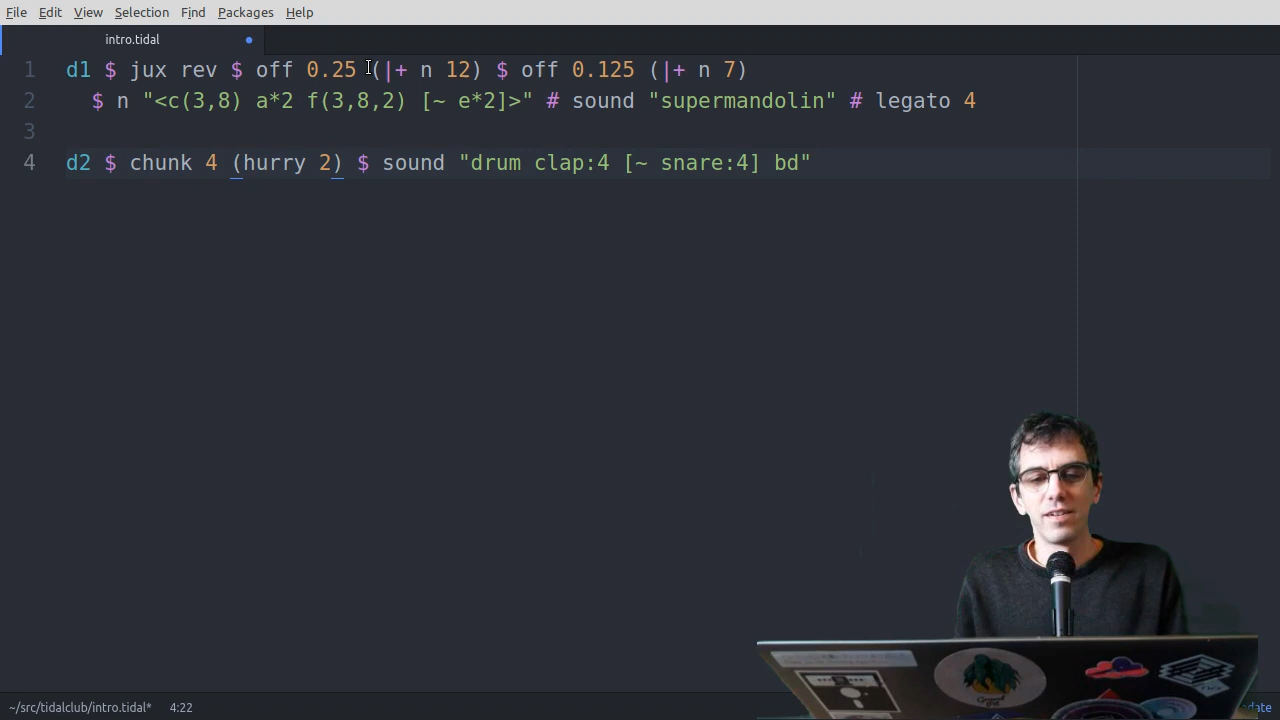 File Edit View Selection Find Packages Help
intro.tidal
1 d1 $ jux rev $ off 0.25 (|+ n 12) $ off 0.125 (|+ n 7)
2 $ n "<c(3,8) a*2 f(3,8,2) [~ e*2]>" # sound "supermandolin" # legato 4
3
4 d2 $ chunk 4 (hurry 2) $ sound "drum clap:4 [~ snare:4] bd"
~/src/tidalclub/intro.tidal* 4:22